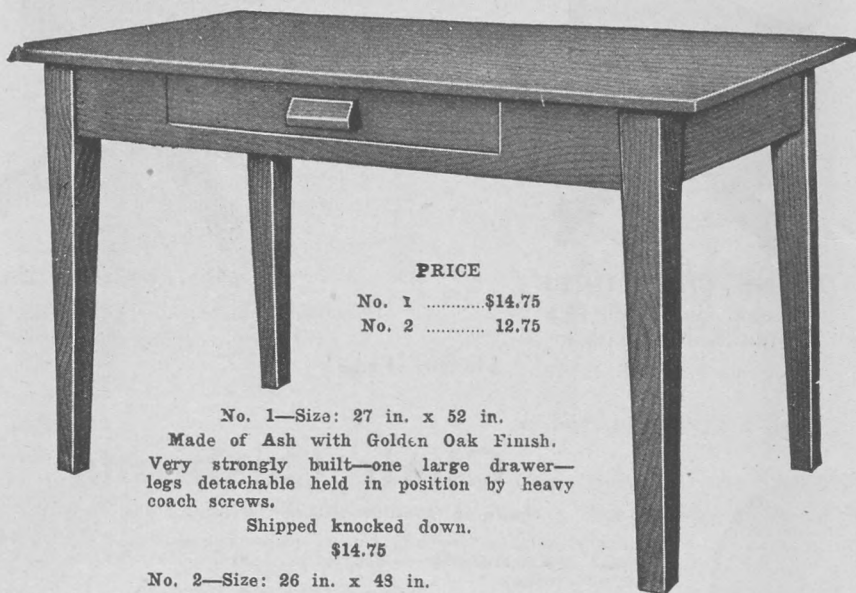 PRICE
No. 1 ............$14.75
No. 2 ............ 12.75
No. 1—Size: 27 in. x 52 in.
Made of Ash with Golden Oak Finish.
Very strongly built—one large drawer—
legs detachable held in position by heavy
coach screws.
Shipped knocked down.
$14.75
No. 2—Size: 26 in. x 48 in.